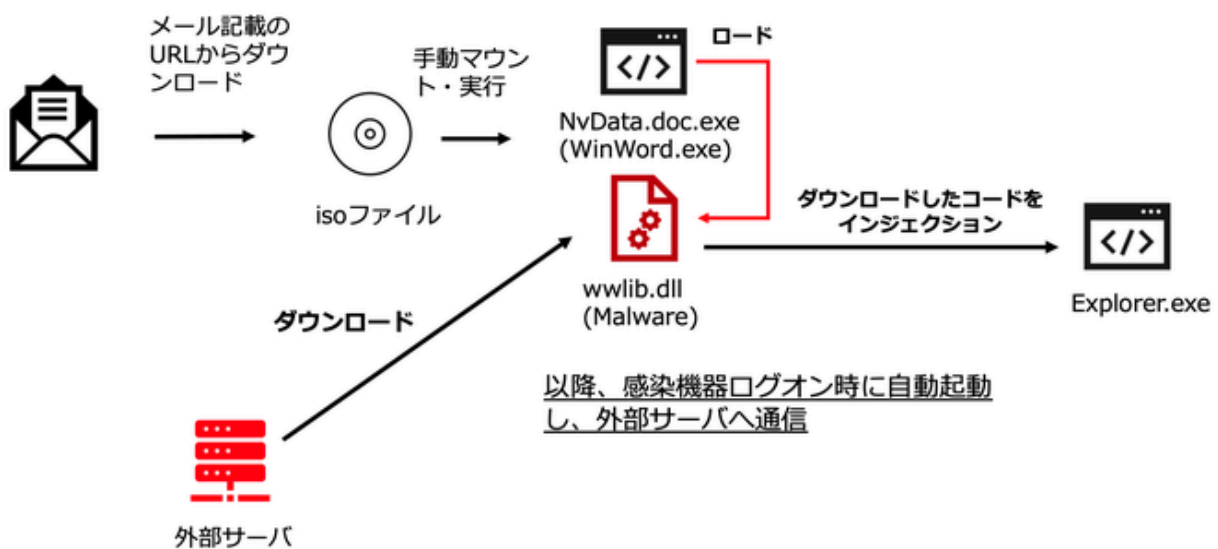 メール記載の
URLからダウ
ンロード
手動マウン
ト・実行
ロード
NvData.doc.exe
(WinWord.exe)
isoファイル
ダウンロードしたコードを
インジェクション
wwlib.dll
(Malware)
Explorer.exe
ダウンロード
以降、感染機器ログオン時に自動起動
し、外部サーバへ通信
外部サーバ